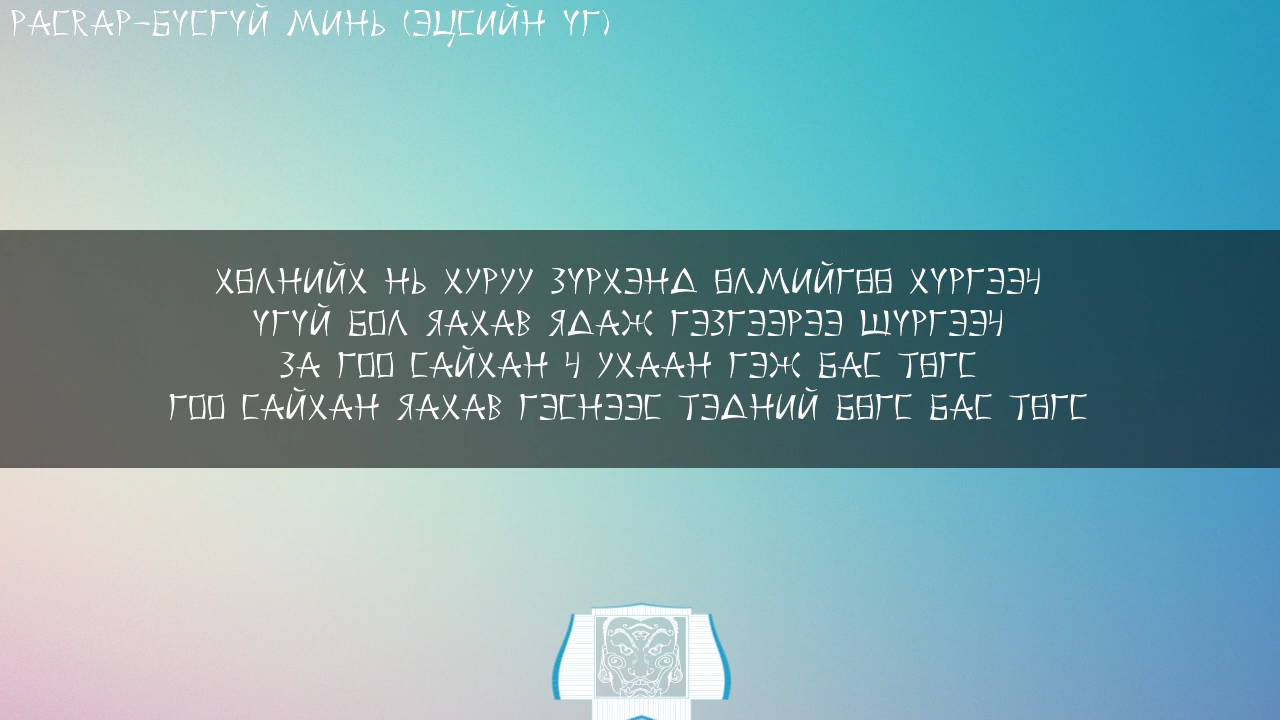 PACRAP-БҮСГҮЙ МИНЬ (ЭЦСИЙН ҮГ)
ХӨЛНИЙХ НЬ ХУРУУ ЗҮРХЭНД ӨЛМИЙГӨӨ ХҮРГЭЭЧ
ҮГҮЙ БОЛ ЯАХАВ ЯДАЖ ГЭЗГЭЭРЭЭ ШҮРГЭЭЧ
ЗА ГОО САЙХАН Ч УХААН ГЭЖ БАС ТӨГС
ГОО САЙХАН ЯАХАВ ГЭСНЭЭС ТЭДНИЙ БӨГС БАС ТӨГС